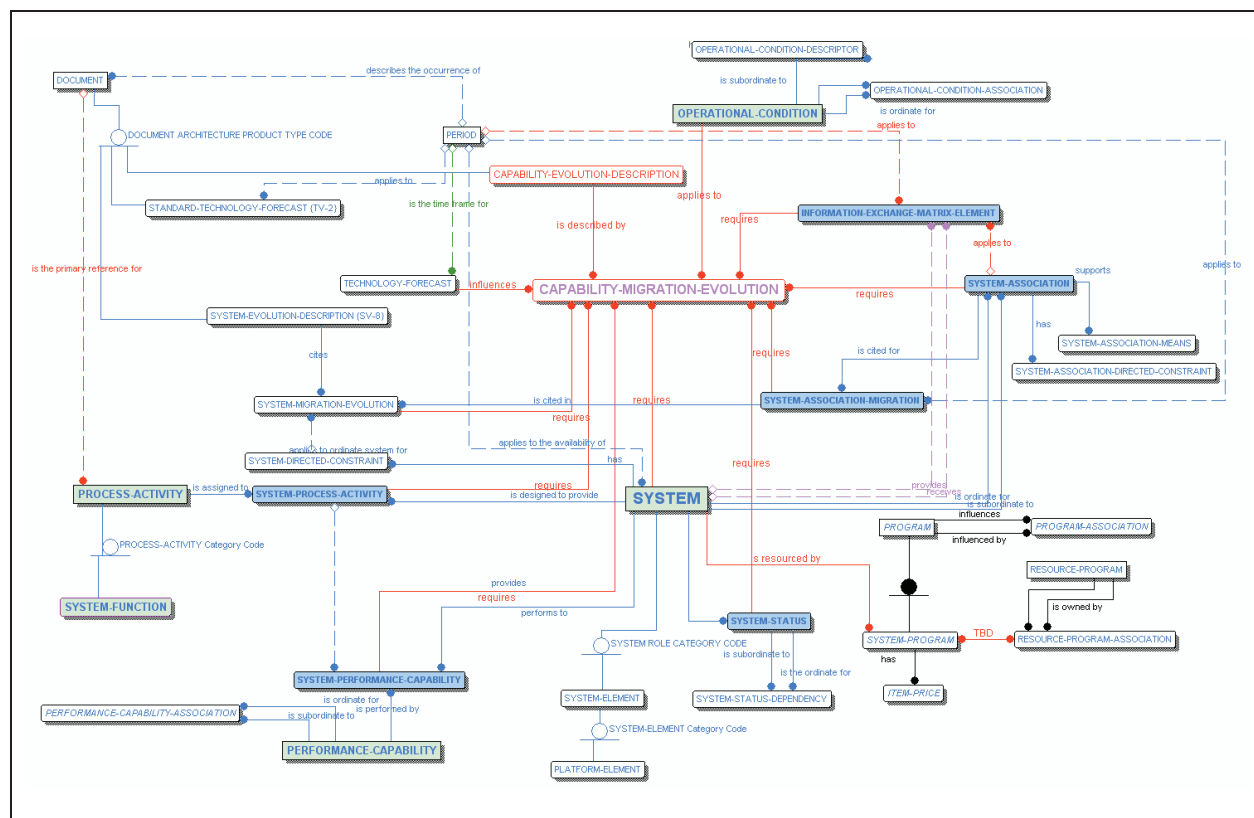 OPERATIONAL-CONDITION-DESCRIPTOR
describes the occurrence of
DOCUMENT
is subordinate to
OPERATIONAL-CONDITION-ASSOCIATION
OPERATIONAL-CONDITION
is ordinate for
DOCUMENT ARCHITECTURE PRODUCT TYPE CODE
PERIOD
applies to
CAPABILITY-EVOLUTION-DESCRIPTION
applies to
applies to
STANDARD-TECHNOLOGY-FORECAST (TV-2)
is the time frame for
is described by
requires
INFORMATION-EXCHANGE-MATRIX-ELEMENT
applies to
is the primary reference for
applies to
supports
TECHNOLOGY-FORECAST
influences
CAPABILITY-MIGRATION-EVOLUTION
requires
SYSTEM-ASSOCIATION
SYSTEM-EVOLUTION-DESCRIPTION (SV-8)
has
SYSTEM-ASSOCIATION-MEANS
cites
is cited for
requires
SYSTEM-ASSOCIATION-DIRECTED-CONSTRAINT
SYSTEM-MIGRATION-EVOLUTION
is cited in
SYSTEM-ASSOCIATION-MIGRATION
requires
requires
applies to ordinate system for
applies to the availability of
SYSTEM-DIRECTED-CONSTRAINT
has
requires
PROCESS-ACTIVITY
is assigned to
SYSTEM-PROCESS-ACTIVITY
requires
is designed to provide
SYSTEM
provides
receives
is ordinate for
is subordinate to
influences
PROGRAM
PROGRAM-ASSOCIATION
influenced by
PROCESS-ACTIVITY Category Code
is resourced by
RESOURCE-PROGRAM
provides
requires
is owned by
SYSTEM-FUNCTION
performs to
SYSTEM-STATUS
SYSTEM ROLE CATEGORY CODE
SYSTEM-PROGRAM
TBD
RESOURCE-PROGRAM-ASSOCIATION
is subordinate to
has
is the ordinate for
SYSTEM-PERFORMANCE-CAPABILITY
is ordinate for
is performed by
SYSTEM-ELEMENT
SYSTEM-STATUS-DEPENDENCY
ITEM-PRICE
PERFORMANCE-CAPABILITY-ASSOCIATION
is subordinate to
SYSTEM-ELEMENT Category Code
PERFORMANCE-CAPABILITY
PLATFORM-ELEMENT